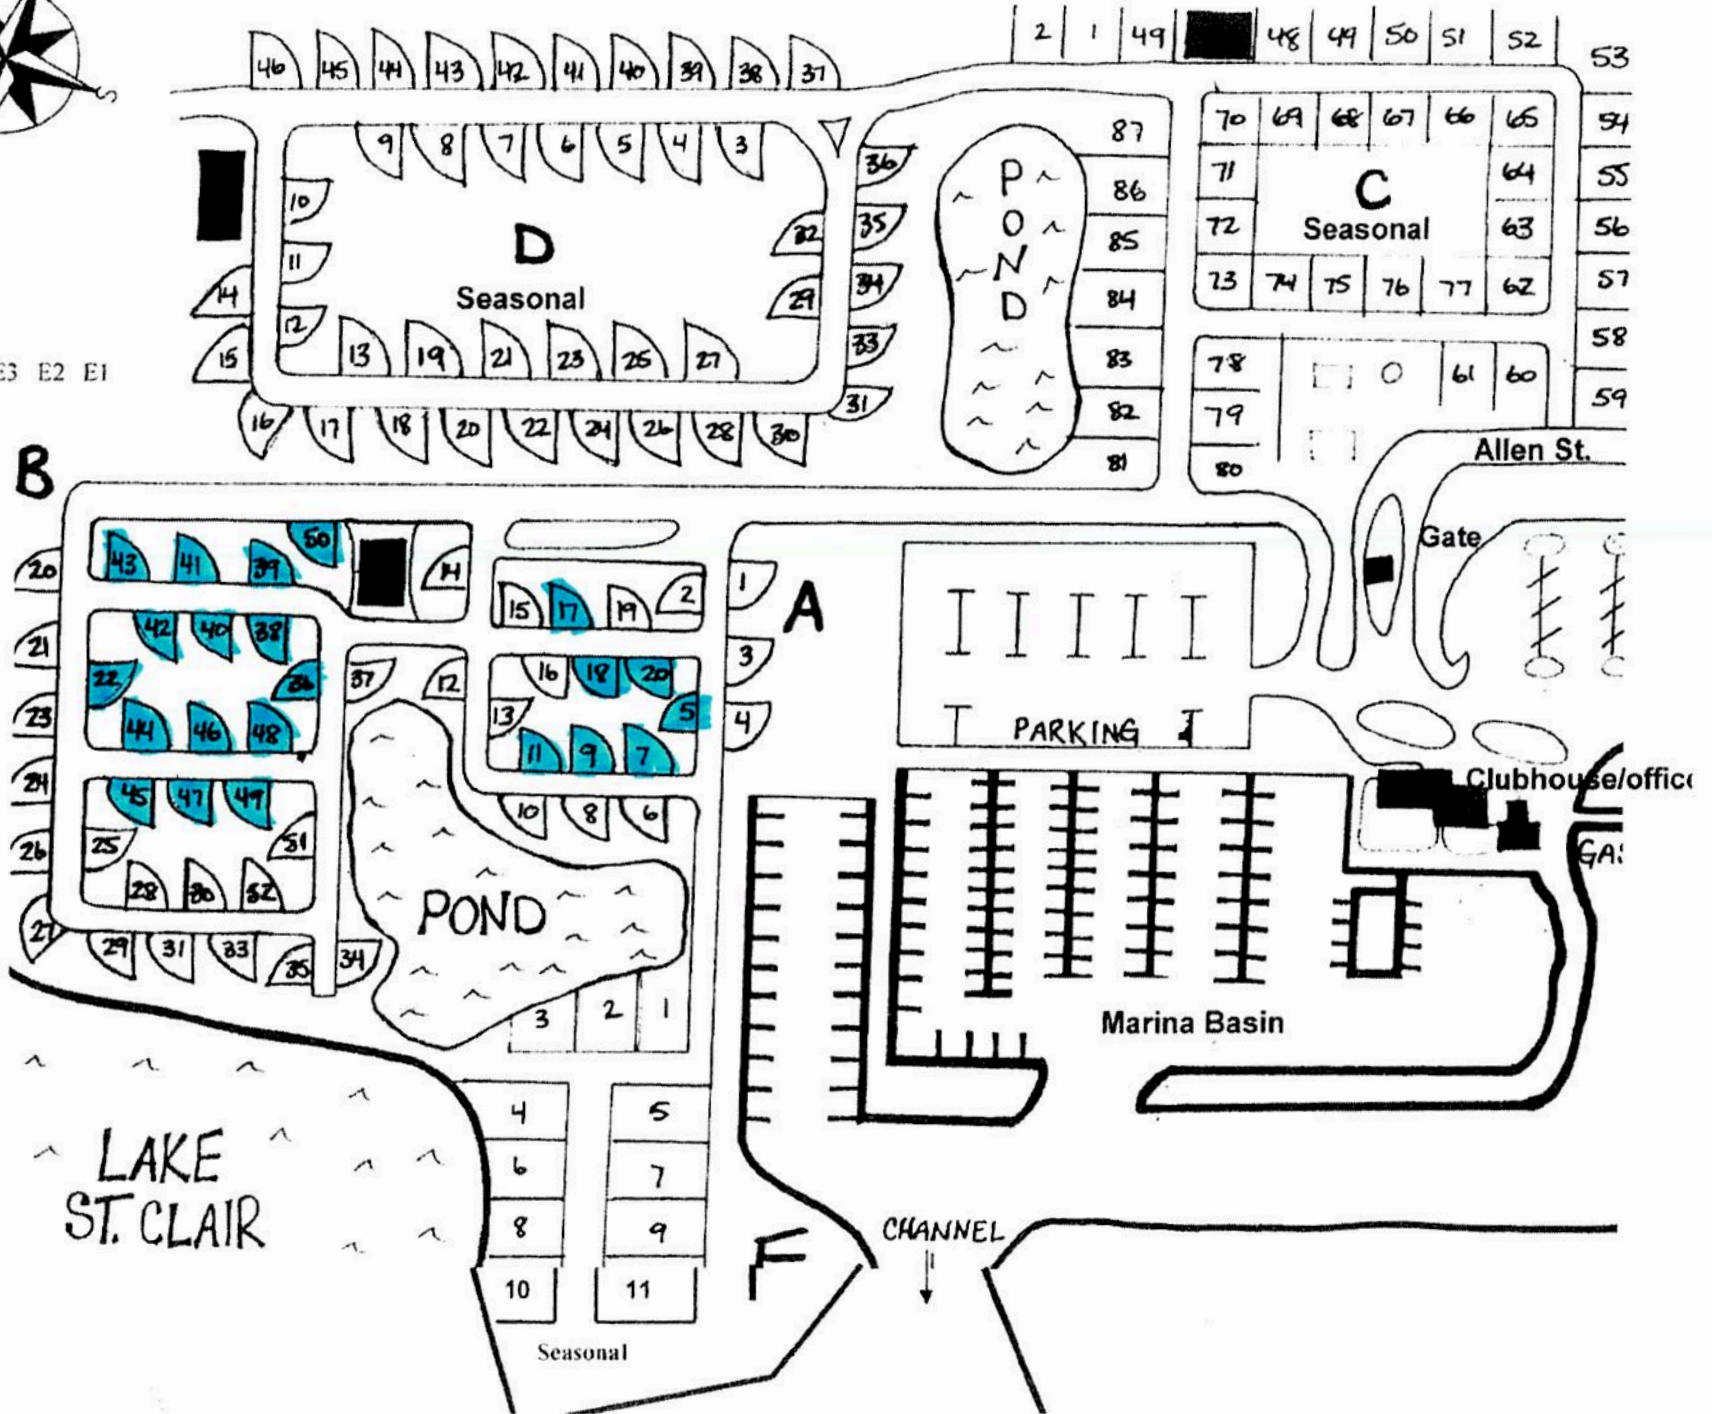 S
2 1 49 48 49 50 51 52 53
46 45 44 43 42 41 40 39 38 37
9 8 7 6 5 4 3
36
87
70 69 68 67 66 65 54
10
86
71 64 55
D
32 35
85
72 63 56
C
Seasonal
P
O
N
D
11
14
Seasonal
29 34
84
73 74 75 76 77 62 57
12
15 13 19 21 23 25 27
33
83
78 61 60 58
E3 E2 E1
31
82
79 59
16 17 18 20 22 24 26 28 30
81
80
Allen St.
B
Gate
43 41 39 50
20
14
15 17 19 2 1
A
42 40 38
21
22 36 37 12
16 18 20 3
13 5
23 44 46 48
11 9 7 4
PARKING
24 45 47 49
10 8 6
Clubhouse/offic
26 25 51
GA
28 30 52
POND
27 29 31 33 35 34
3 2 1
Marina Basin
4 5
LAKE
ST. CLAIR
6 7
8 9
F
CHANNEL
10 11
Seasonal